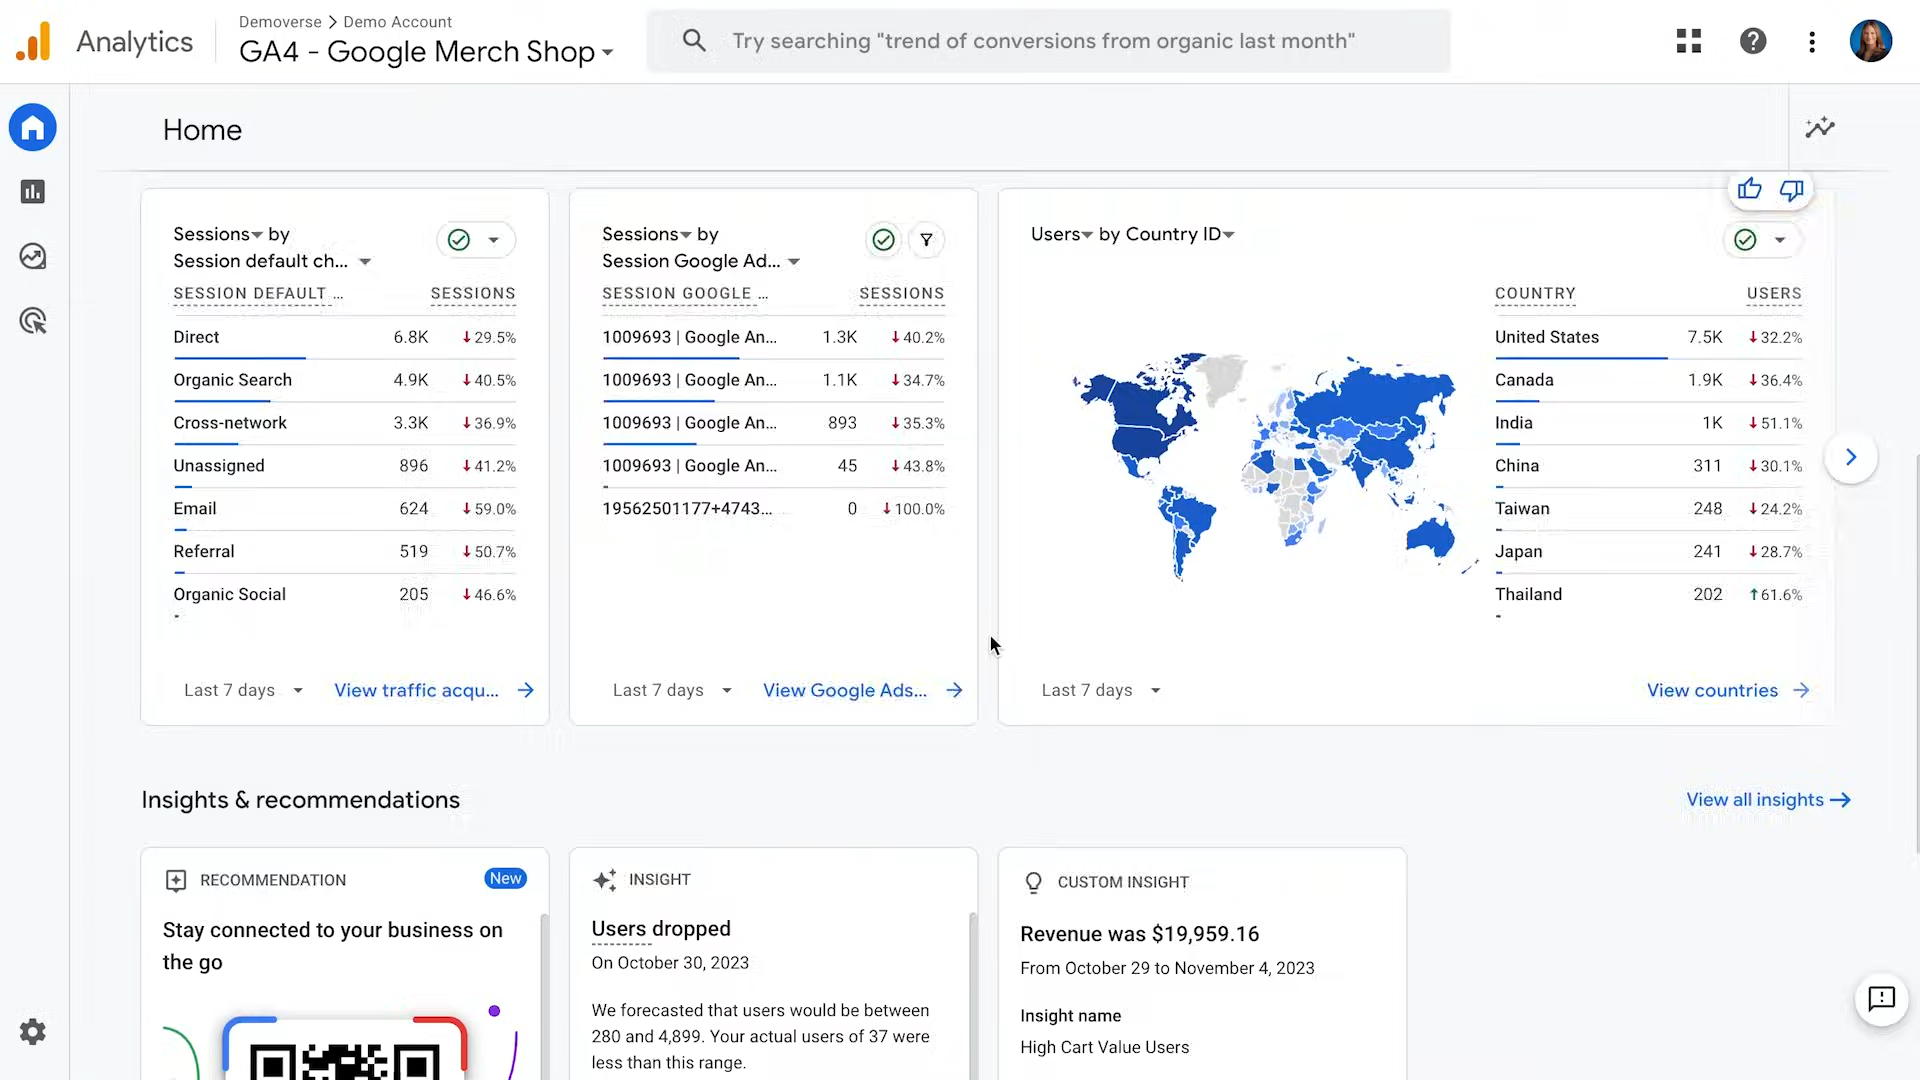 Analytics
Demoverse > Demo Account
GA4 - Google Merch Shop
Try searching "trend of conversions from organic last month"
Home
Sessions by
Session default ch...
SESSION DEFAULT ... SESSIONS
Direct 6.8K ↓29.5%
Organic Search 4.9K ↓40.5%
Cross-network 3.3K ↓36.9%
Unassigned 896 ↓41.2%
Email 624 ↓59.0%
Referral 519 ↓50.7%
Organic Social 205 ↓46.6%
Last 7 days View traffic acqu... →
Sessions by
Session Google Ad...
SESSION GOOGLE ... SESSIONS
1009693 | Google An... 1.3K ↓40.2%
1009693 | Google An... 1.1K ↓34.7%
1009693 | Google An... 893 ↓35.3%
1009693 | Google An... 45 ↓43.8%
19562501177+4743... 0 ↓100.0%
Last 7 days View Google Ads... →
Users by Country ID
COUNTRY USERS
United States 7.5K ↓32.2%
Canada 1.9K ↓36.4%
India 1K ↓51.1%
China 311 ↓30.1%
Taiwan 248 ↓24.2%
Japan 241 ↓28.7%
Thailand 202 ↑61.6%
Last 7 days View countries →
Insights & recommendations
View all insights →
RECOMMENDATION New
Stay connected to your business on
the go
INSIGHT
Users dropped
On October 30, 2023
We forecasted that users would be between
280 and 4,899. Your actual users of 37 were
less than this range.
CUSTOM INSIGHT
Revenue was $19,959.16
From October 29 to November 4, 2023
Insight name
High Cart Value Users